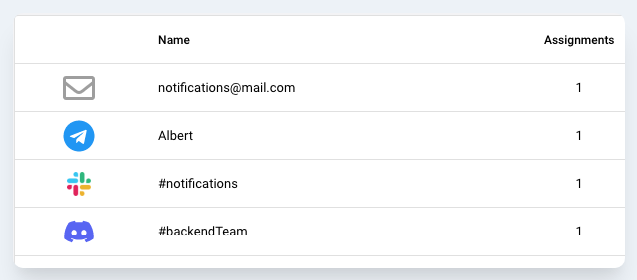 Name Assignments
notifications@mail.com 1
Albert 1
#notifications 1
#backendTeam 1